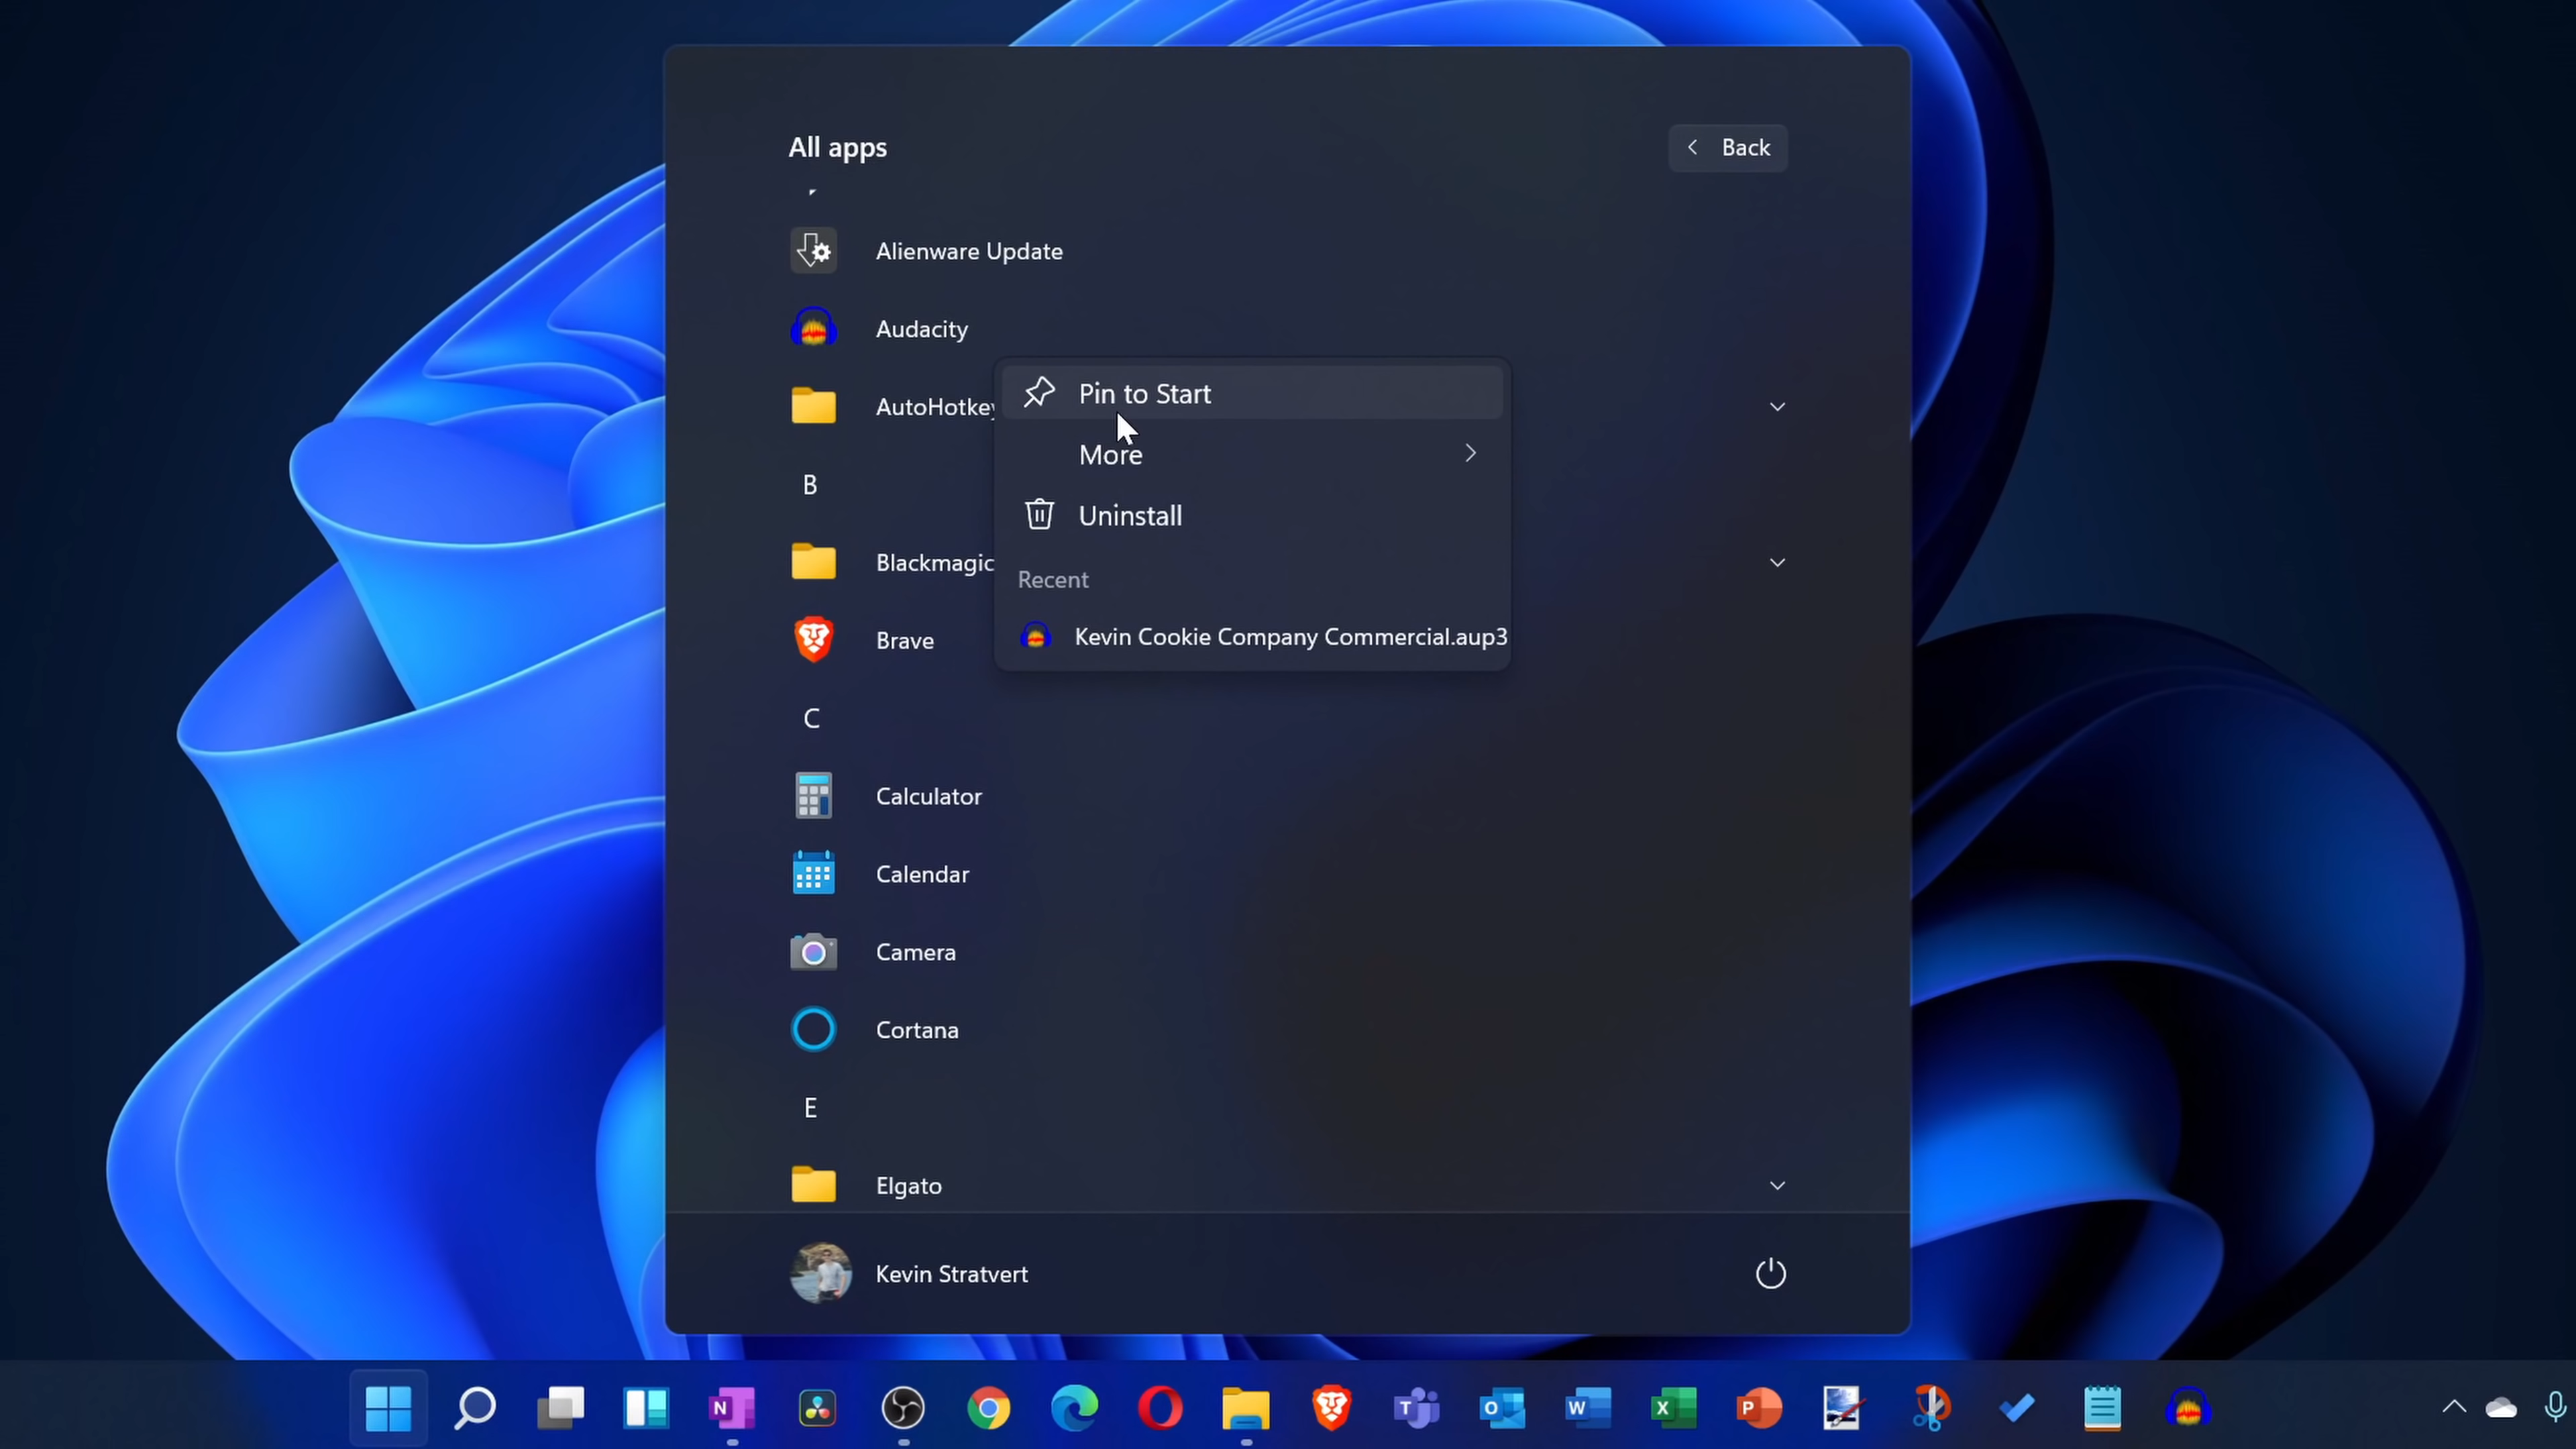 All apps
Back
Alienware Update
Audacity
AutoHotkey
Pin to Start
More
B
Uninstall
Blackmagic
Recent
Brave
Kevin Cookie Company Commercial.aup3
C
Calculator
Calendar
Camera
Cortana
E
Elgato
Kevin Stratvert
N
T
O
W
X
P